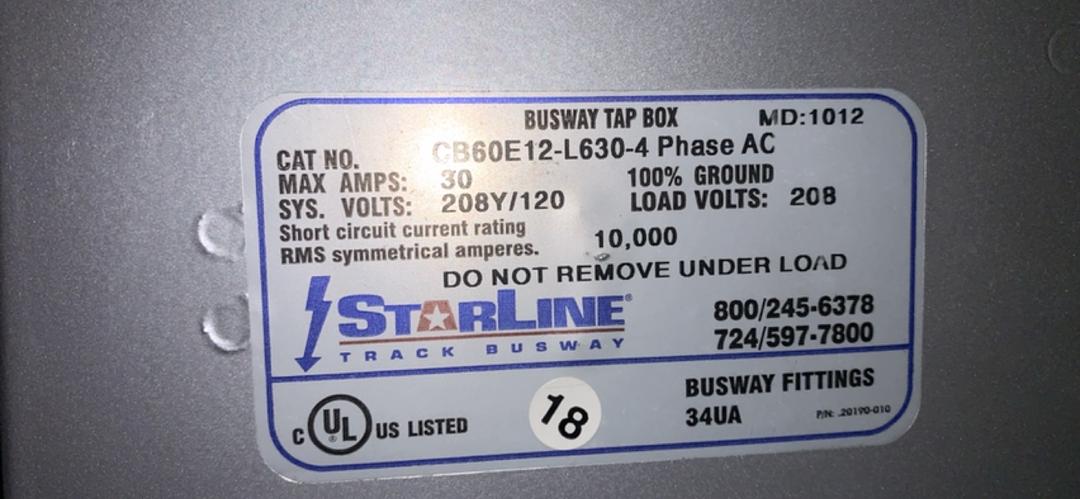 BUSWAY TAP BOX MD:1012
CAT NO. CB60E12-L630-4 Phase AC
MAX AMPS: 30 100% GROUND
SYS. VOLTS: 208Y/120 LOAD VOLTS: 208
Short circuit current rating
RMS symmetrical amperes. 10,000
DO NOT REMOVE UNDER LOAD
STARLINE®
TRACK BUSWAY
800/245-6378
724/597-7800
C UL® US LISTED
18
BUSWAY FITTINGS
34UA P/N: .20190-010